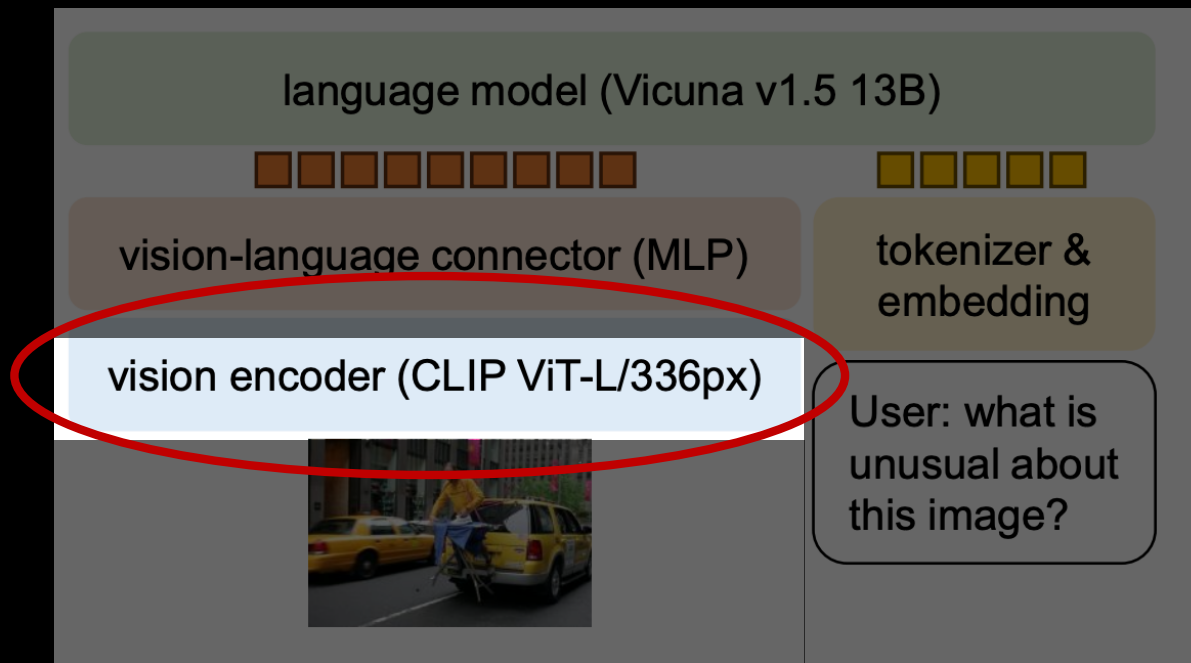 language model (Vicuna v1.5 13B)
vision-language connector (MLP)
tokenizer &
embedding
vision encoder (CLIP ViT-L/336px)
User: what is
unusual about
this image?